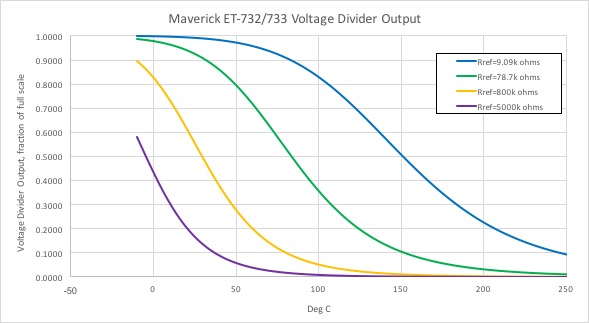 Maverick ET-732/733 Voltage Divider Output
Voltage Divider Output, fraction of full scale
1.0000
0.9000
0.8000
0.7000
0.6000
0.5000
0.4000
0.3000
0.2000
0.1000
0.0000
Rref=9.09k ohms
Rref=78.7k ohms
Rref=800k ohms
Rref=5000k ohms
-50 0 50 100 150 200 250
Deg C